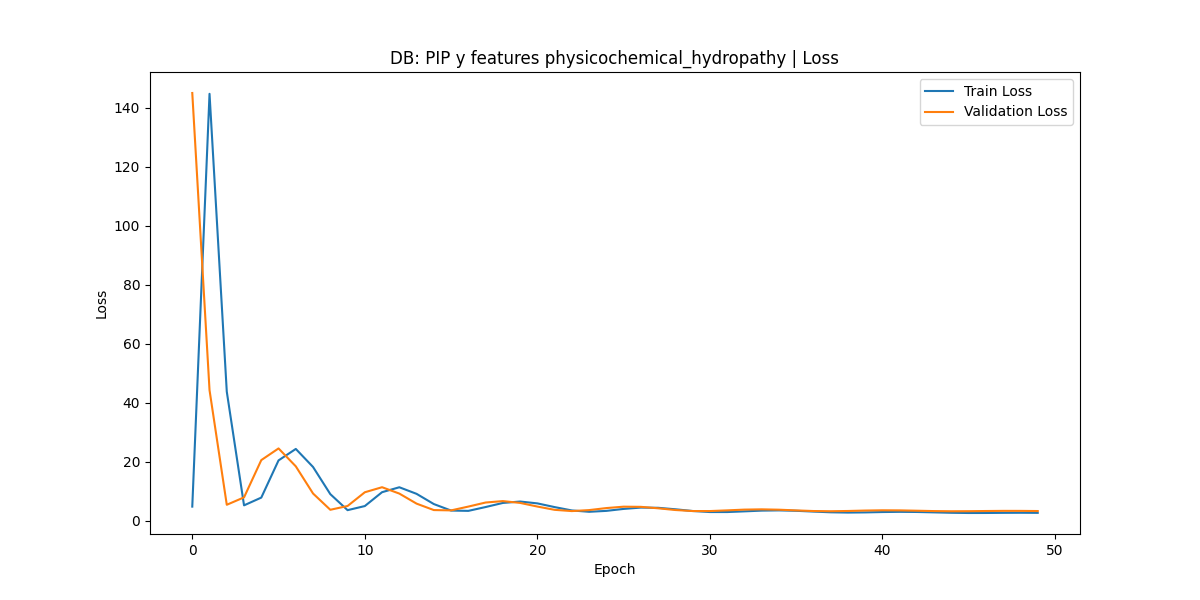 DB: PIP y features physicochemical_hydropathy | Loss
Train Loss
Validation Loss
Loss
140
120
100
80
60
40
20
0
0 10 20 30 40 50
Epoch